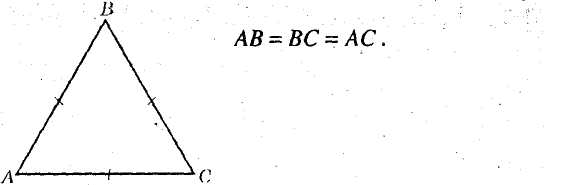 B
AB = BC = AC .
A
C